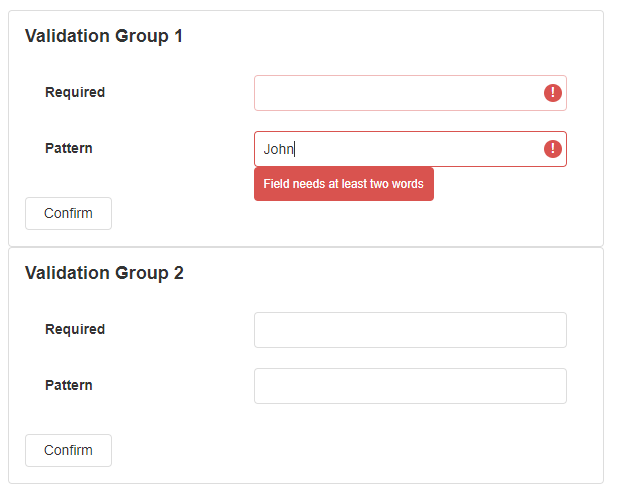 Validation Group 1
Required
!
Pattern
John
!
Field needs at least two words
Confirm
Validation Group 2
Required
Pattern
Confirm